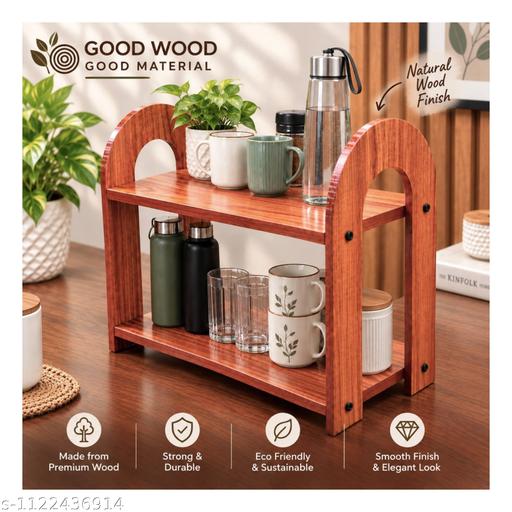 GOOD WOOD
GOOD MATERIAL
Natural
Wood
Finish
KINFOLK
Made from
Premium Wood
Strong &
Durable
Eco Friendly
& Sustainable
Smooth Finish
& Elegant Look
s-1122436914